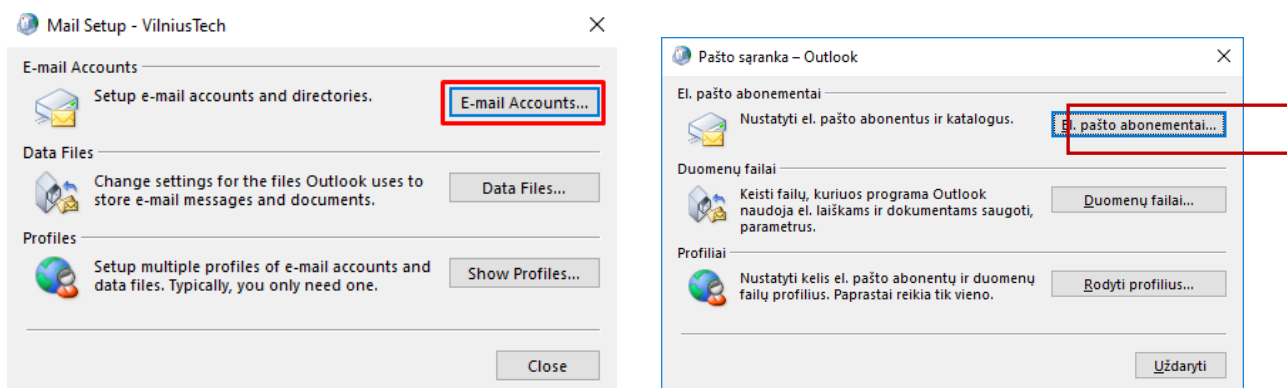 Mail Setup - VilniusTech
E-mail Accounts
Setup e-mail accounts and directories.
E-mail Accounts...
Data Files
Change settings for the files Outlook uses to
store e-mail messages and documents.
Data Files...
Profiles
Setup multiple profiles of e-mail accounts and
data files. Typically, you only need one.
Show Profiles...
Close
Pašto sąranka – Outlook
El. pašto abonementai
Nustatyti el. pašto abonentus ir katalogus.
El. pašto abonementai...
Duomenų failai
Keisti failų, kuriuos programa Outlook
naudoja el. laiškams ir dokumentams saugoti,
parametrus.
Duomenų failai...
Profiliai
Nustatyti kelis el. pašto abonentų ir duomenų
failų profilius. Paprastai reikia tik vieno.
Rodyti profilius...
Uždaryti